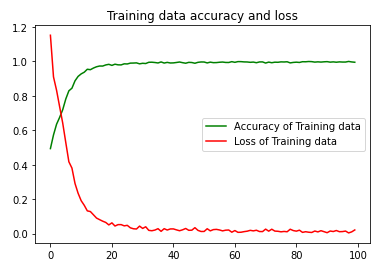 Training data accuracy and loss
1.2
1.0
0.8
0.6
0.4
0.2
0.0
Accuracy of Training data
Loss of Training data
0 20 40 60 80 100